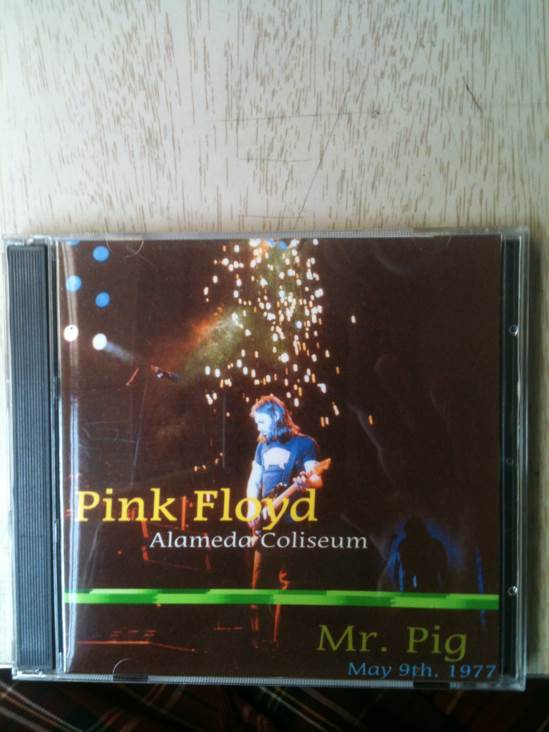 Pink Floyd
Alameda Coliseum
Mr. Pig
May 9th, 1977